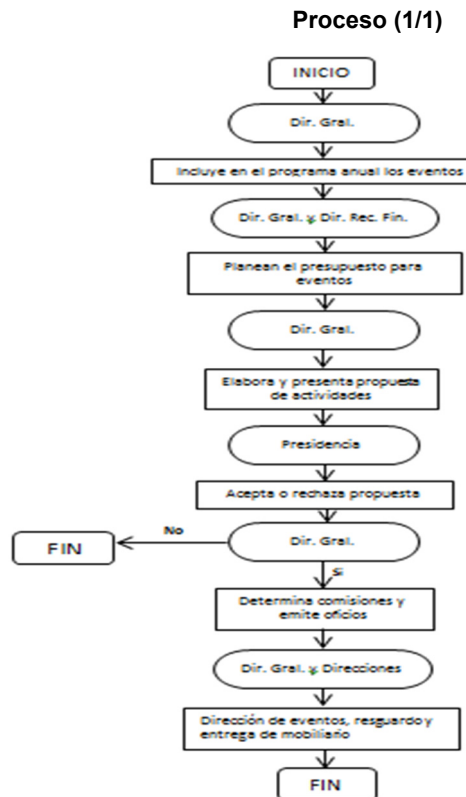 Proceso (1/1)
INICIO
Dir. Gral.
Incluye en el programa anual los eventos
Dir. Gral. y Dir. Rec. Fin.
Planean el presupuesto para
eventos
Dir. Gral.
Elabora y presenta propuesta
de actividades
Presidencia
Acepta o rechaza propuesta
No
FIN
Dir. Gral.
Si
Determina comisiones y
emite oficios
Dir. Gral. y Direcciones
Dirección de eventos, resguardo y
entrega de mobiliario
FIN